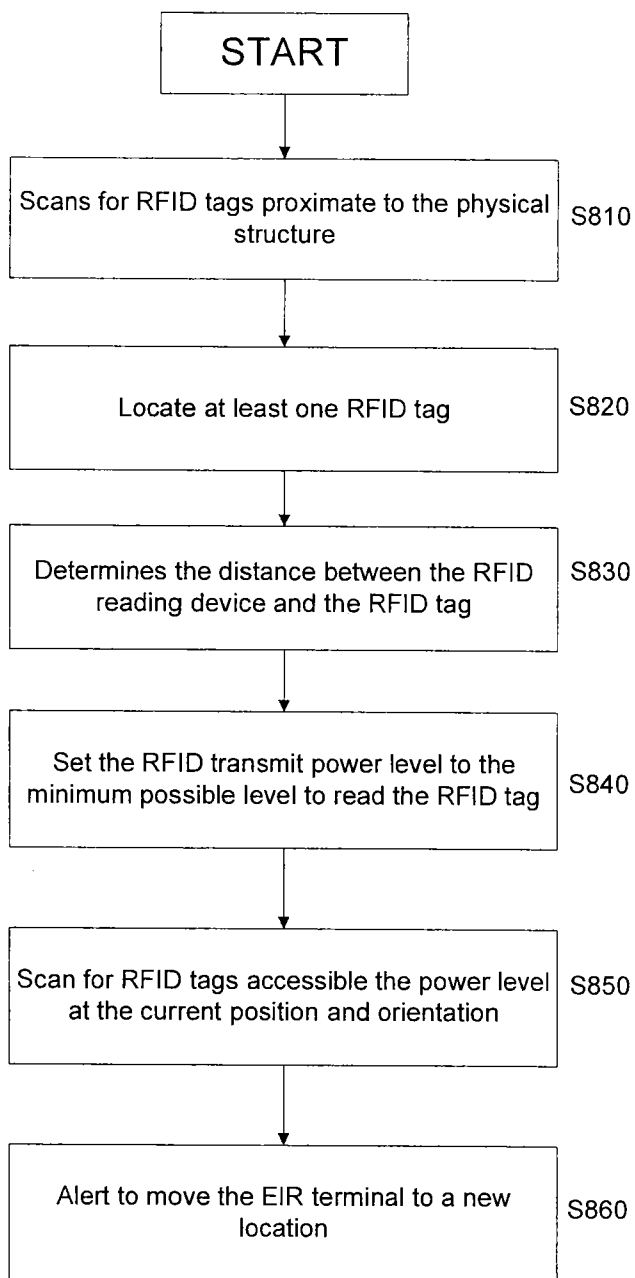 START
Scans for RFID tags proximate to the physical
structure
S810
Locate at least one RFID tag
S820
Determines the distance between the RFID
reading device and the RFID tag
S830
Set the RFID transmit power level to the
minimum possible level to read the RFID tag
S840
Scan for RFID tags accessible the power level
at the current position and orientation
S850
Alert to move the EIR terminal to a new
location
S860